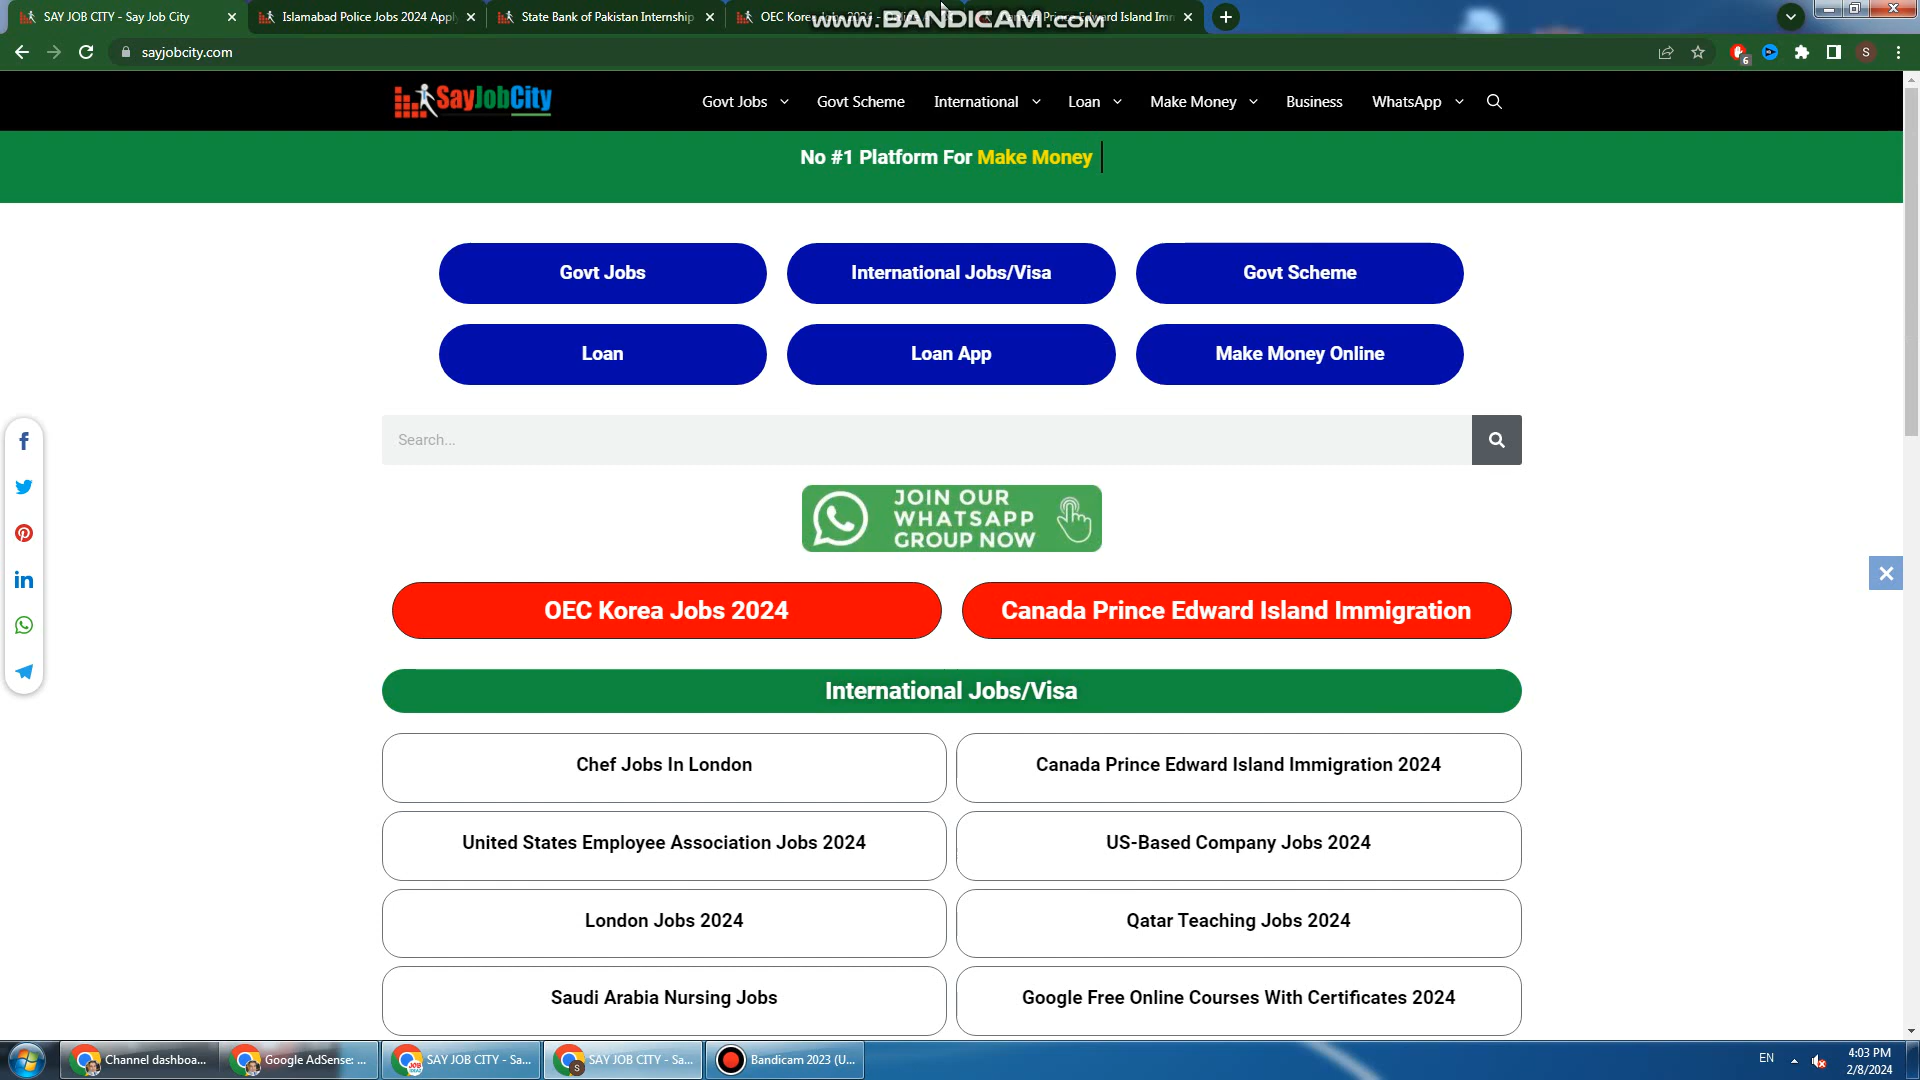 SAY JOB CITY - Say Job City
Islamabad Police Jobs 2024 Apply
State Bank of Pakistan Internship
OEC Korea Jobs 2024 -
Canada Prince Edward Island Imm
www.BANDICAM.com
sayjobcity.com
S
6
SayJobCity
Govt Jobs
Govt Scheme
International
Loan
Make Money
Business
WhatsApp
No #1 Platform For Make Money
Govt Jobs
International Jobs/Visa
Govt Scheme
Loan
Loan App
Make Money Online
Search...
JOIN OUR
WHATSAPP
GROUP NOW
OEC Korea Jobs 2024
Canada Prince Edward Island Immigration
International Jobs/Visa
Chef Jobs In London
Canada Prince Edward Island Immigration 2024
United States Employee Association Jobs 2024
US-Based Company Jobs 2024
London Jobs 2024
Qatar Teaching Jobs 2024
Saudi Arabia Nursing Jobs
Google Free Online Courses With Certificates 2024
Channel dashboa...
Google AdSense: ...
SAY JOB CITY - Sa...
SAY JOB CITY - Sa...
Bandicam 2023 (U...
EN
4:03 PM
2/8/2024